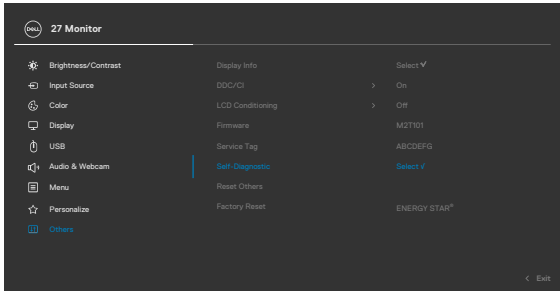 DELL 27 Monitor
Brightness/Contrast Display Info Select √
Input Source DDC/CI > On
Color LCD Conditioning > Off
Display Firmware M2T101
USB Service Tag ABCDEFG
Audio & Webcam Self-Diagnostic Select √
Menu Reset Others
Personalize Factory Reset ENERGY STAR®
Others
< Exit